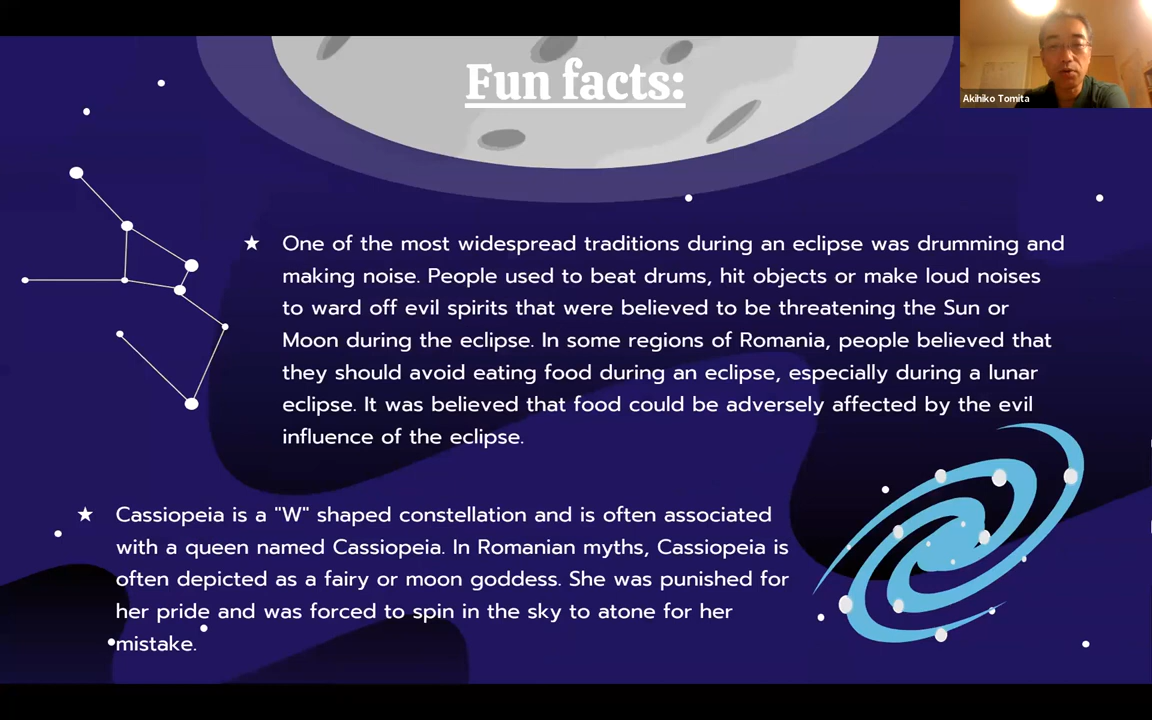 Fun facts:
Akihiko Tomita
★ One of the most widespread traditions during an eclipse was drumming and
making noise. People used to beat drums, hit objects or make loud noises
to ward off evil spirits that were believed to be threatening the Sun or
Moon during the eclipse. In some regions of Romania, people believed that
they should avoid eating food during an eclipse, especially during a lunar
eclipse. It was believed that food could be adversely affected by the evil
influence of the eclipse.
★ Cassiopeia is a "W" shaped constellation and is often associated
with a queen named Cassiopeia. In Romanian myths, Cassiopeia is
often depicted as a fairy or moon goddess. She was punished for
her pride and was forced to spin in the sky to atone for her
mistake.